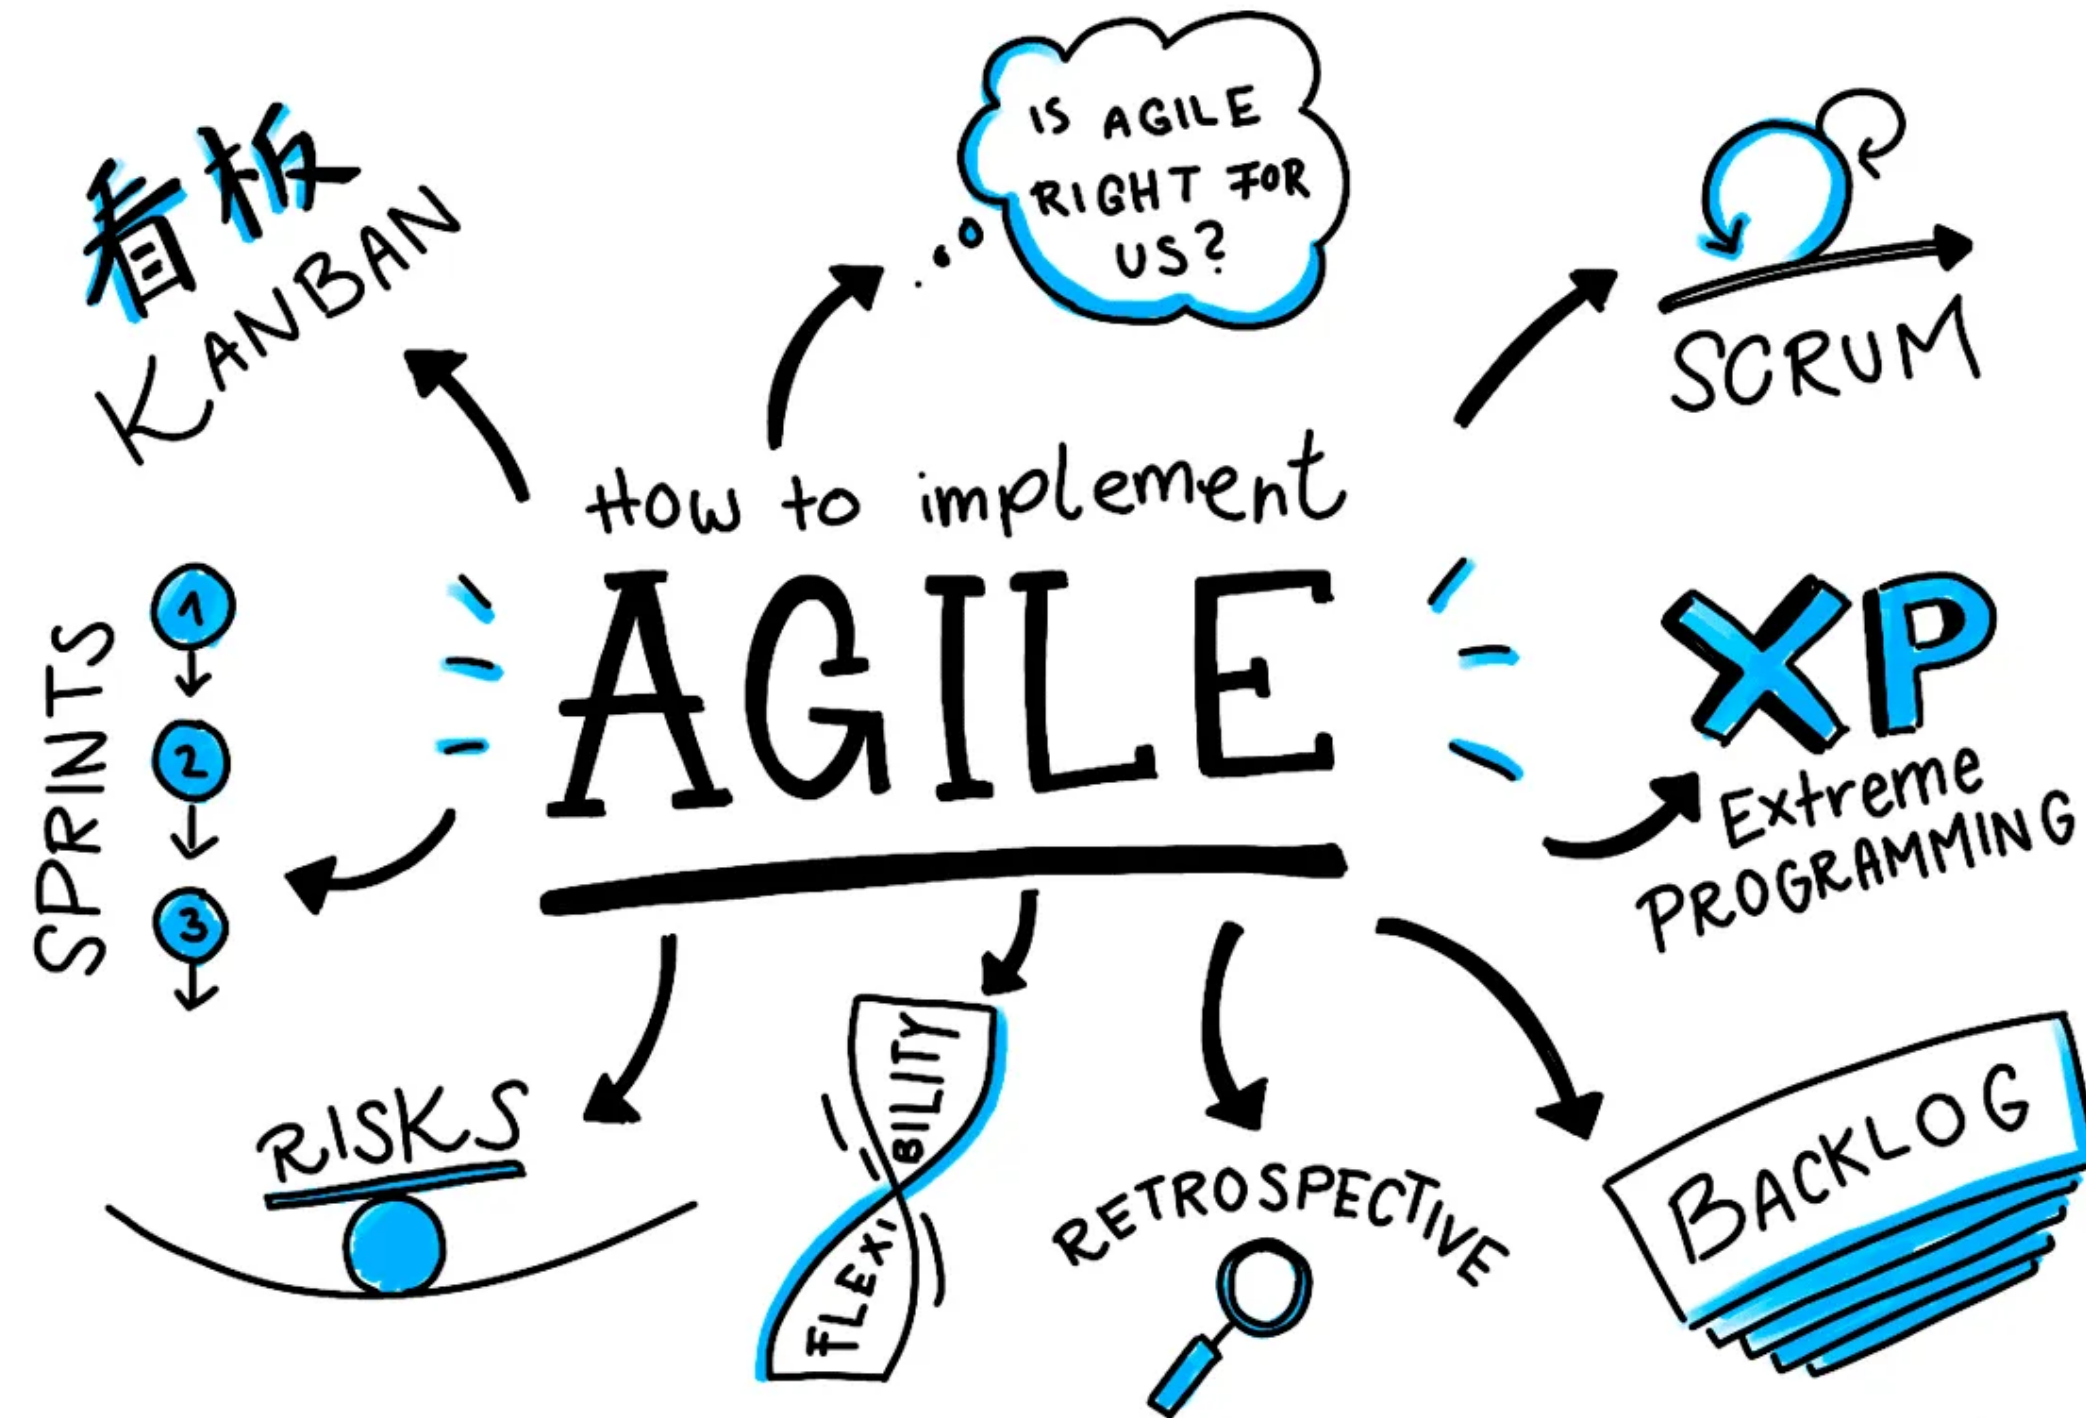 看板
KANBAN
IS AGILE
RIGHT FOR
US?
SCRUM
How to implement
AGILE
SPRINTS
1
2
3
XP
Extreme
PROGRAMMING
RISKS
FLEXI
BILITY
RETROSPECTIVE
BACKLOG